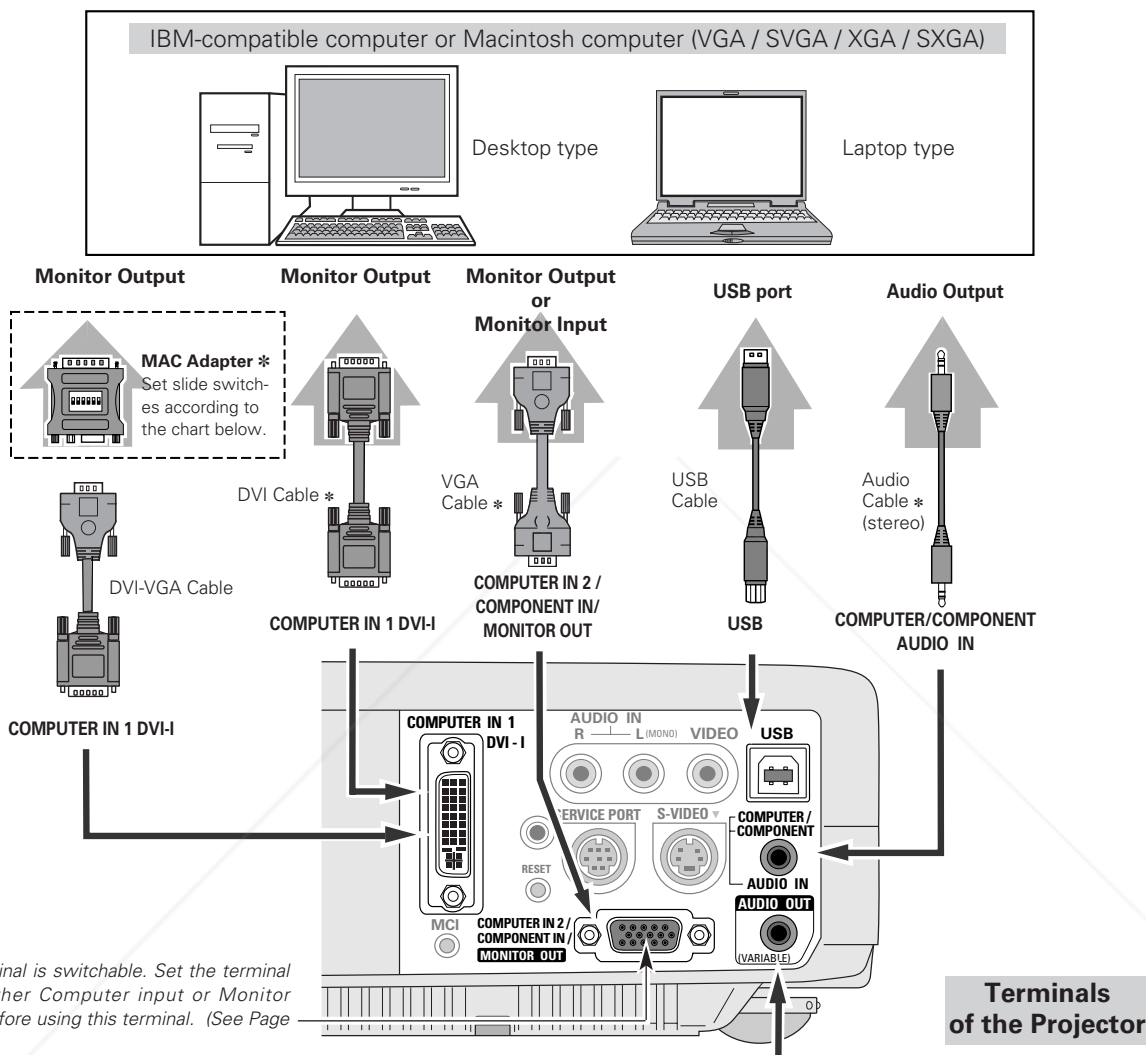 IBM-compatible computer or Macintosh computer (VGA / SVGA / XGA / SXGA)
Desktop type
Laptop type
Monitor Output
Monitor Output
Monitor Output
or
Monitor Input
USB port
Audio Output
MAC Adapter *
Set slide switch-
es according to
the chart below.
DVI Cable *
VGA
Cable *
USB
Cable
Audio
Cable *
(stereo)
DVI-VGA Cable
COMPUTER IN 1 DVI-I
COMPUTER IN 2 /
COMPONENT IN/
MONITOR OUT
USB
COMPUTER/COMPONENT
AUDIO IN
COMPUTER IN 1 DVI-I
COMPUTER IN 1
DVI - I
AUDIO IN
R
L (MONO)
VIDEO
USB
SERVICE PORT
S-VIDEO
COMPUTER /
COMPONENT
AUDIO IN
RESET
MCI
COMPUTER IN 2 /
COMPONENT IN /
MONITOR OUT
AUDIO OUT
(VARIABLE)
is switchable. Set the terminal
Computer input or Monitor
before using this terminal. (See Page
Terminals
of the Projector